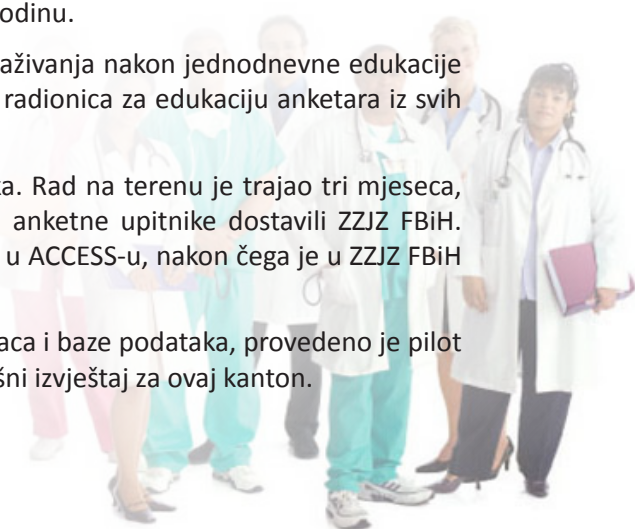 odinu.
aživanja nakon jednodnevne edukacije
radionica za edukaciju anketara iz svih
a. Rad na terenu je trajao tri mjeseca,
anketne upitnike dostavili ZZJZ FBiH.
u ACCESS-u, nakon čega je u ZZJZ FBiH
aca i baze podataka, provedeno je pilot
šni izvještaj za ovaj kanton.